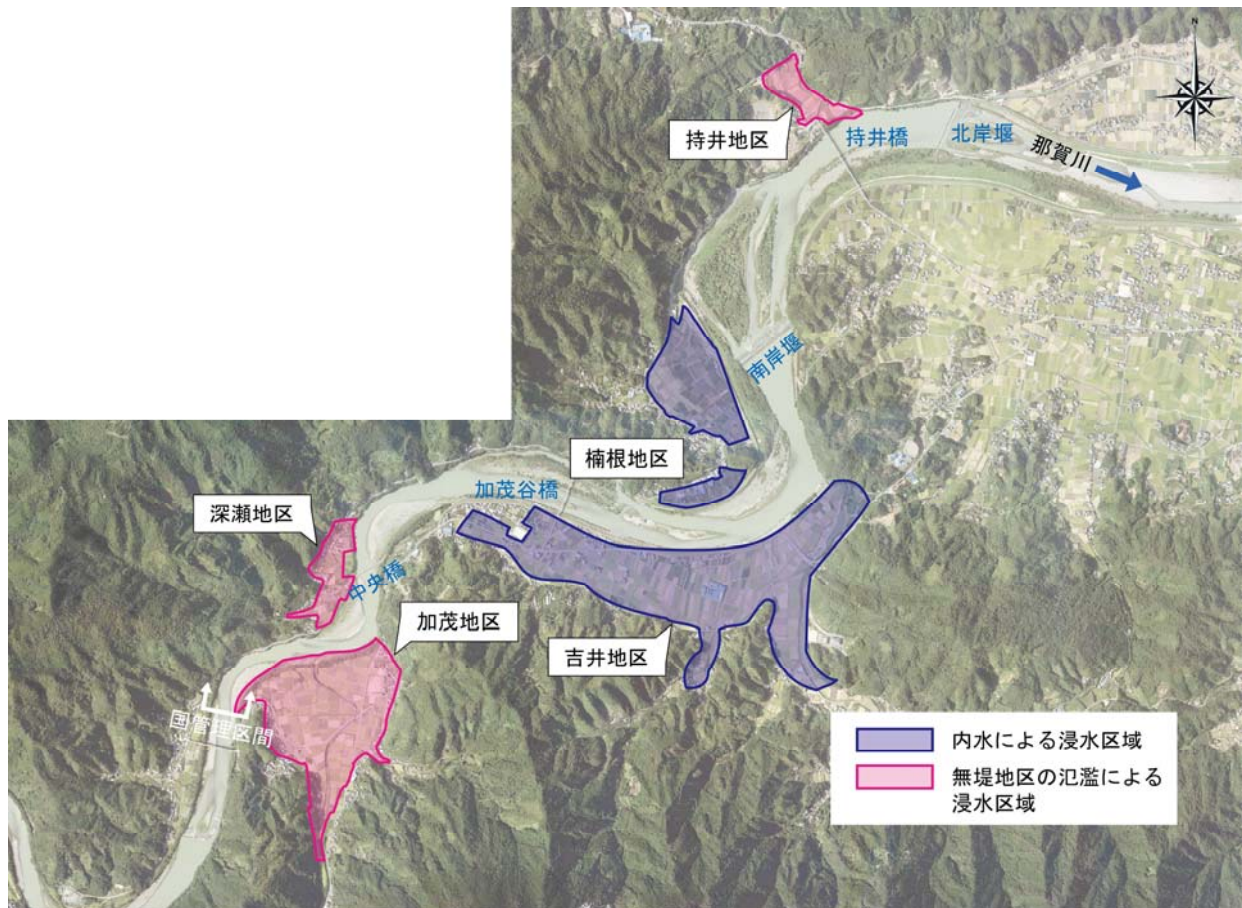 N
持井地区
持井橋
北岸堰
那賀川
南岸堰
楠根地区
加茂谷橋
深瀬地区
中央橋
加茂地区
吉井地区
国管理区間
内水による浸水区域
無堤地区の氾濫による
浸水区域